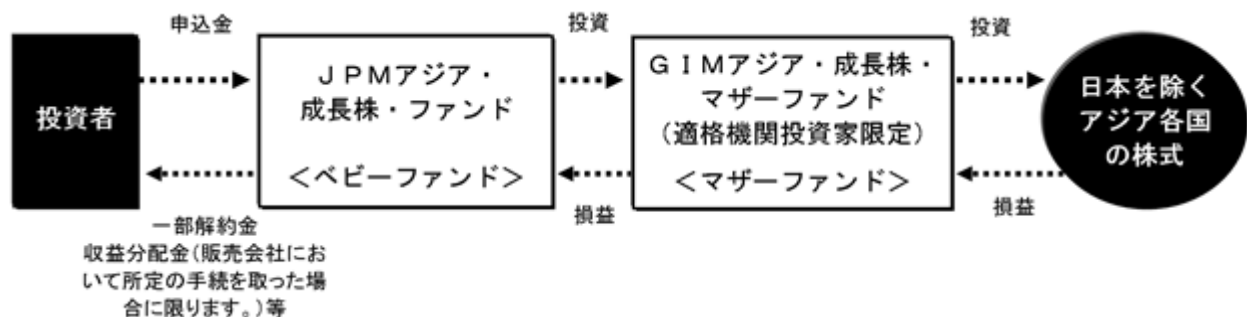 申込金
投資
投資
投資者
ＪＰＭアジア・
成長株・ファンド
＜ベビーファンド＞
ＧＩＭアジア・成長株・
マザーファンド
（適格機関投資家限定）
＜マザーファンド＞
日本を除く
アジア各国
の株式
損益
損益
一部解約金
収益分配金（販売会社にお
いて所定の手続を取った場
合に限ります。）等